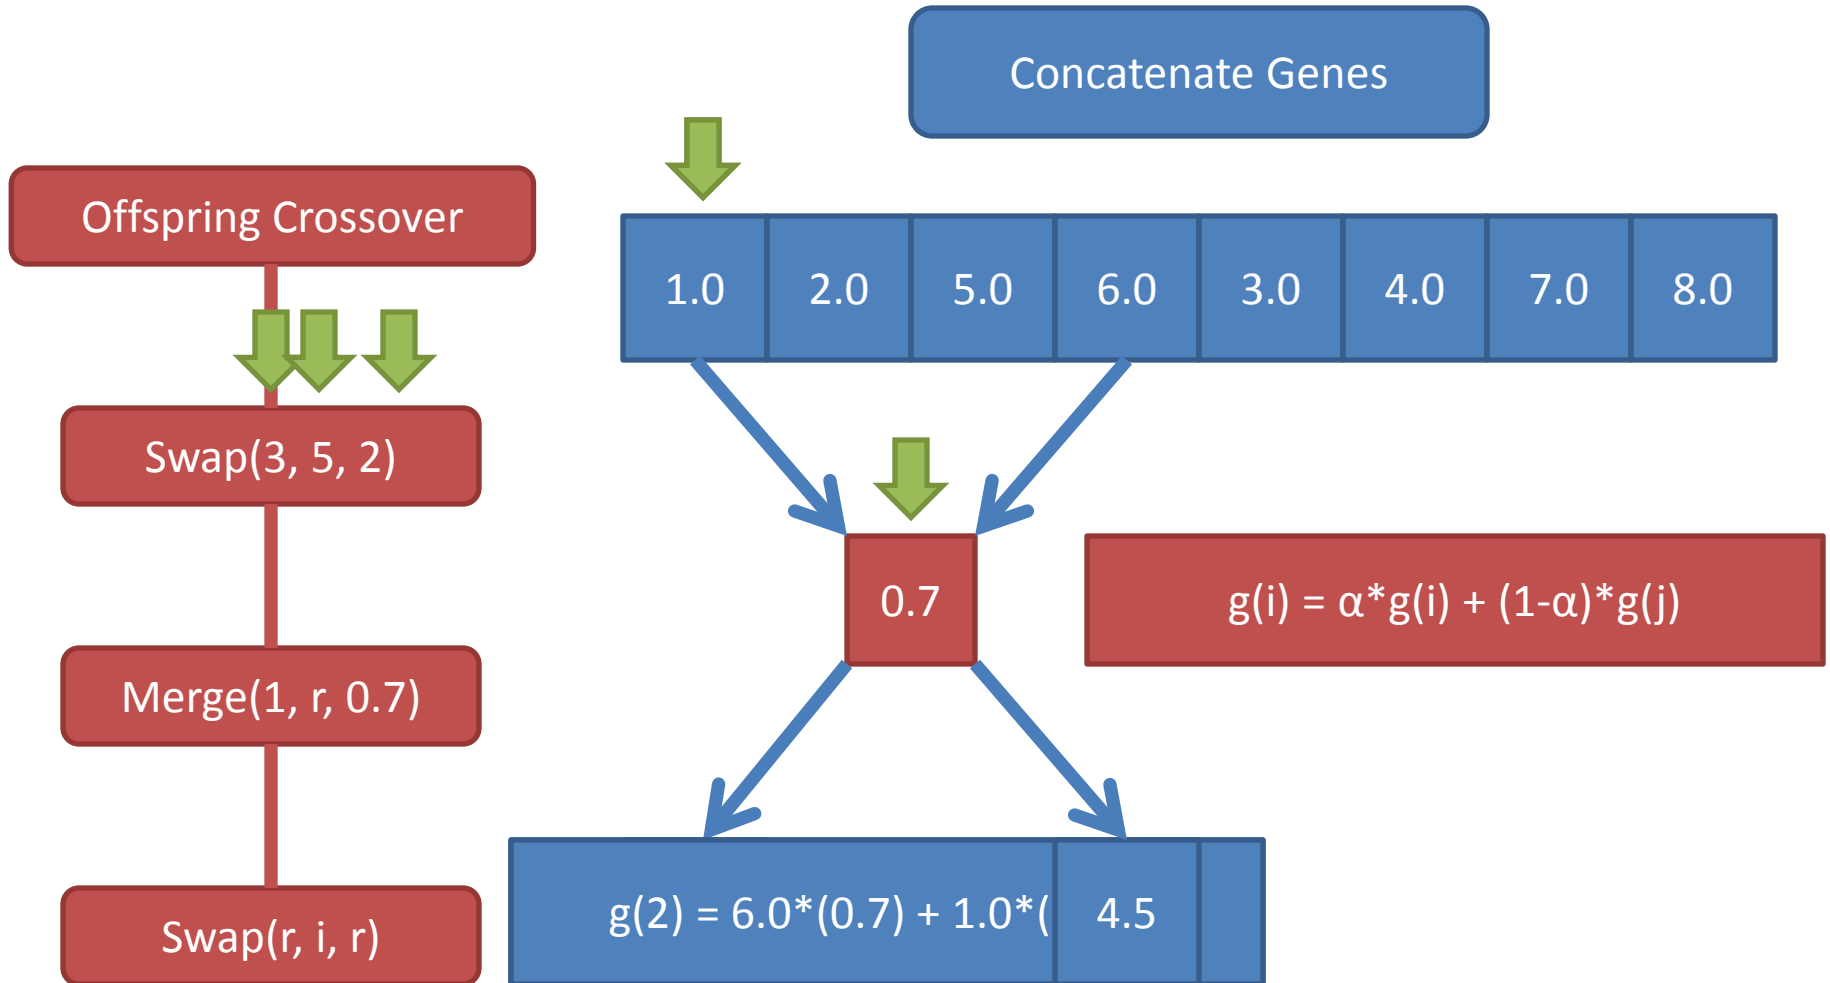 Concatenate Genes
Offspring Crossover
1.0 2.0 5.0 6.0 3.0 4.0 7.0 8.0
Swap(3, 5, 2)
0.7
g(i) = α*g(i) + (1-α)*g(j)
Merge(1, r, 0.7)
g(2) = 6.0*(0.7) + 1.0*(
4.5
Swap(r, i, r)